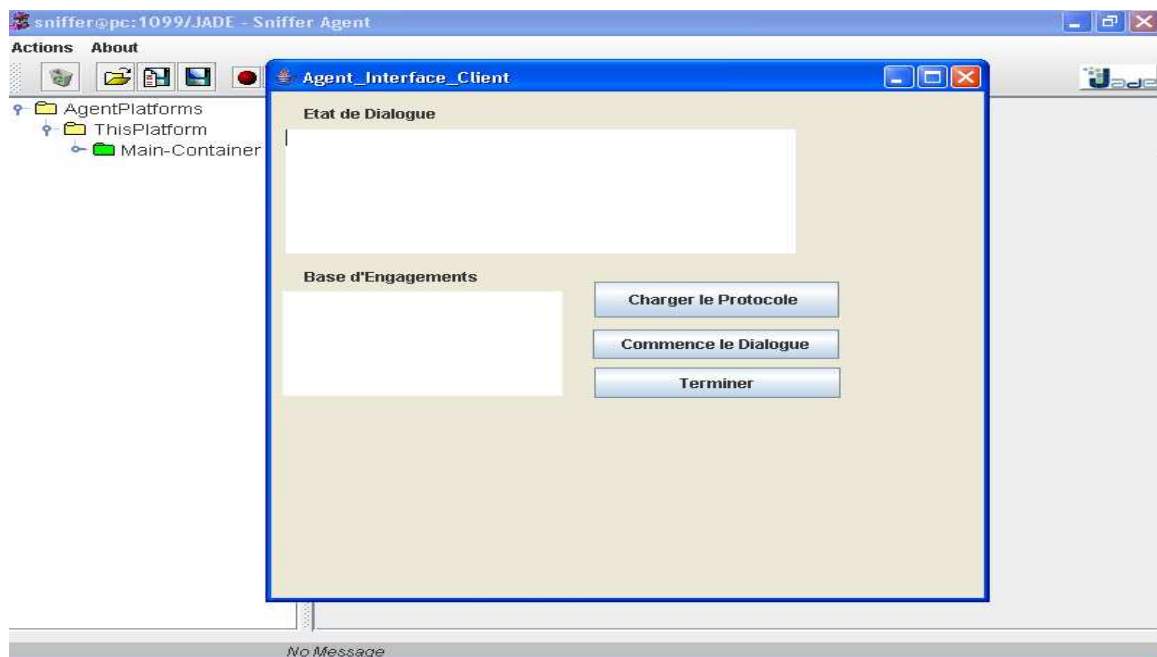 sniffer@pc:1099/JADE - Sniffer Agent
Actions About
Jade
Agent_Interface_Client
AgentPlatforms
ThisPlatform
Main-Container
Etat de Dialogue
Base d'Engagements
Charger le Protocole
Commence le Dialogue
Terminer
No Message